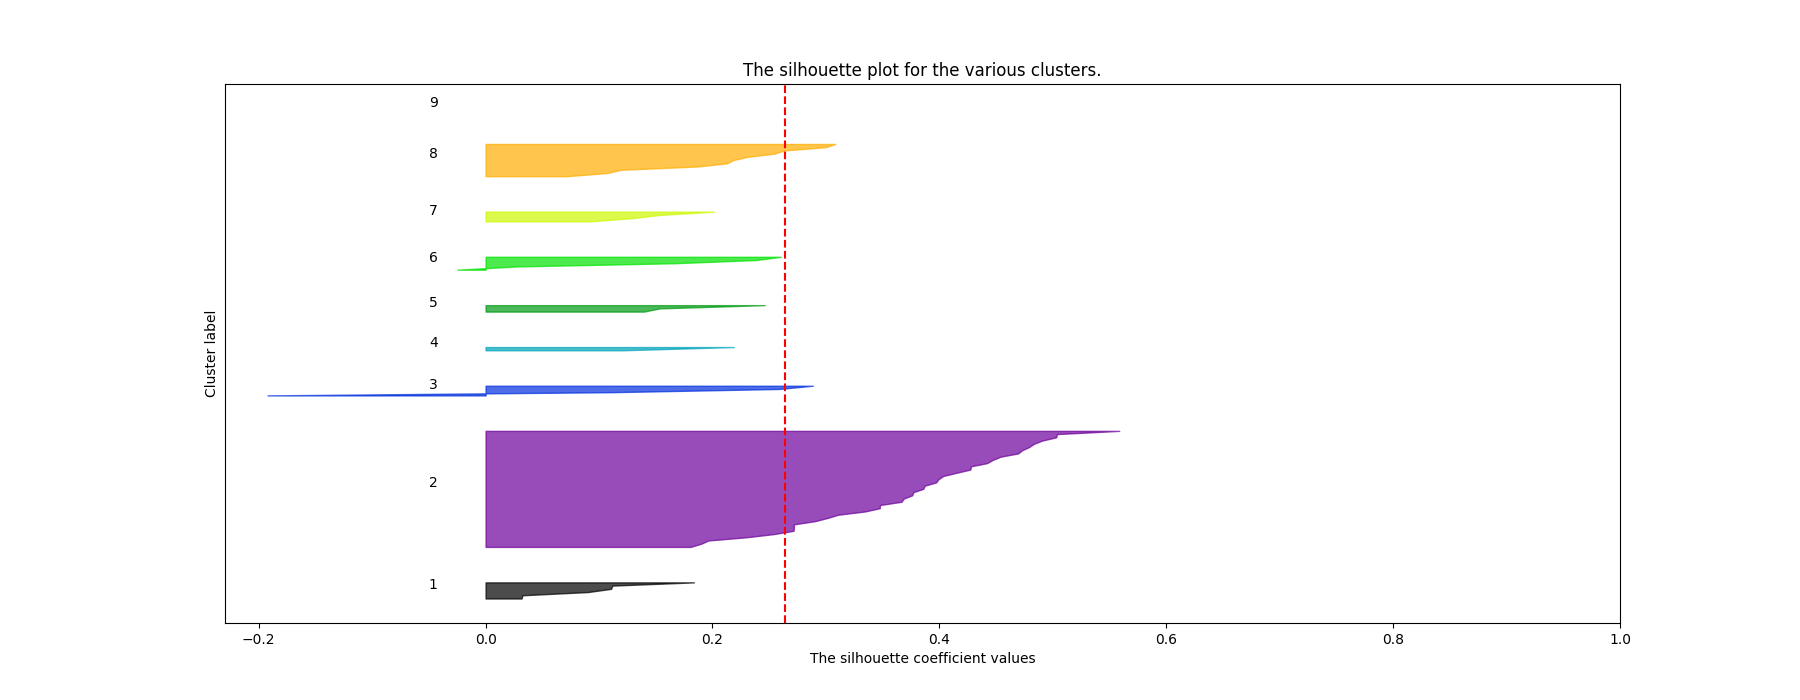 The silhouette plot for the various clusters.
9
8
7
6
5
4
3
2
1
Cluster label
−0.2 0.0 0.2 0.4 0.6 0.8 1.0
The silhouette coefficient values